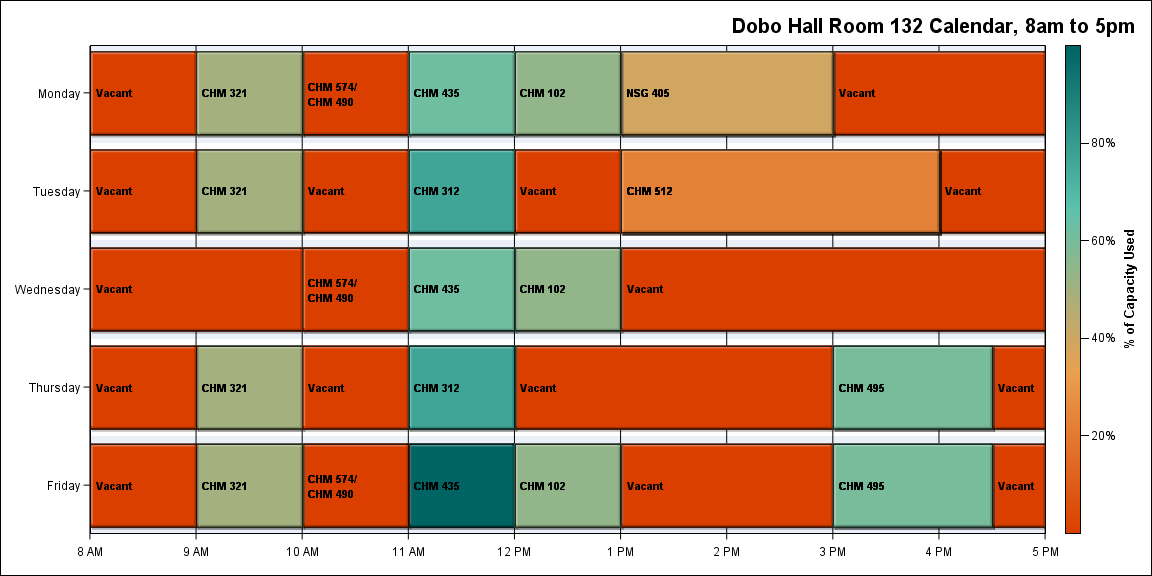 Dobo Hall Room 132 Calendar, 8am to 5pm
Monday
Vacant
CHM 321
CHM 574/
CHM 490
CHM 435
CHM 102
NSG 405
Vacant
Tuesday
Vacant
CHM 321
Vacant
CHM 312
Vacant
CHM 512
Vacant
Wednesday
Vacant
CHM 574/
CHM 490
CHM 435
CHM 102
Vacant
Thursday
Vacant
CHM 321
Vacant
CHM 312
Vacant
CHM 495
Vacant
Friday
Vacant
CHM 321
CHM 574/
CHM 490
CHM 435
CHM 102
Vacant
CHM 495
Vacant
8 AM
9 AM
10 AM
11 AM
12 PM
1 PM
2 PM
3 PM
4 PM
5 PM
80%
60%
40%
20%
% of Capacity Used